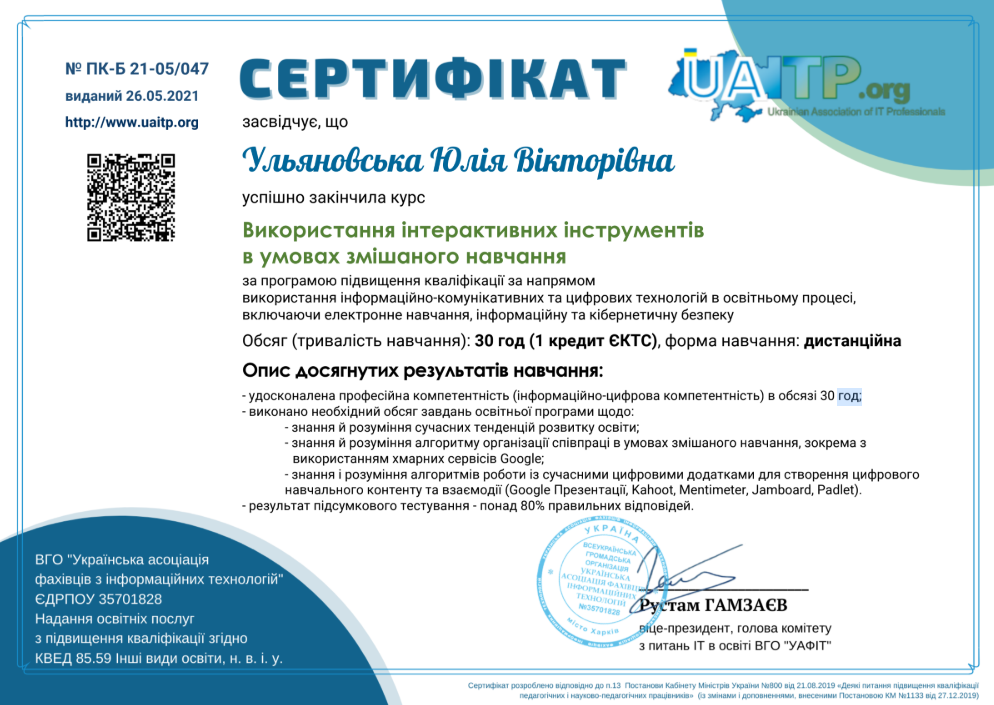 № ПК-Б 21-05/047
виданий 26.05.2021
http://www.uaitp.org
СЕРТИФІКАТ
UAITP.org
Ukrainian Association of IT Professionals
засвідчує, що
Ульяновська Юлія Вікторівна
успішно закінчила курс
Використання інтерактивних інструментів
в умовах змішаного навчання
за програмою підвищення кваліфікації за напрямом
використання інформаційно-комунікативних та цифрових технологій в освітньому процесі,
включаючи електронне навчання, інформаційну та кібернетичну безпеку
Обсяг (тривалість навчання): 30 год (1 кредит ЄКТС), форма навчання: дистанційна
Опис досягнутих результатів навчання:
- удосконалена професійна компетентність (інформаційно-цифрова компетентність) в обсязі 30 год;
- виконано необхідний обсяг завдань освітньої програми щодо:
- знання й розуміння сучасних тенденцій розвитку освіти;
- знання й розуміння алгоритму організації співпраці в умовах змішаного навчання, зокрема з
використанням хмарних сервісів Google;
- знання і розуміння алгоритмів роботи із сучасними цифровими додатками для створення цифрового
навчального контенту та взаємодії (Google Презентації, Kahoot, Mentimeter, Jamboard, Padlet).
- результат підсумкового тестування - понад 80% правильних відповідей.
ВГО "Українська асоціація
фахівців з інформаційних технологій"
ЄДРПОУ 35701828
Надання освітніх послуг
з підвищення кваліфікації згідно
КВЕД 85.59 Інші види освіти, н. в. і. у.
УКРАЇНА
ВСЕУКРАЇНСЬКА
ГРОМАДСЬКА
ОРГАНІЗАЦІЯ
УКРАЇНСЬКА
АСОЦІАЦІЯ ФАХІВЦІВ
ІНФОРМАЦІЙНИХ
ТЕХНОЛОГІЙ
№35701828
місто Харків
Рустам ГАМЗАЄВ
віце-президент, голова комітету
з питань ІТ в освіті ВГО "УАФІТ"
Сертифікат розроблено відповідно до п.13 Постанови Кабінету Міністрів України №800 від 21.08.2019 «Деякі питання підвищення кваліфікації
педагогічних і науково-педагогічних працівників» (із змінами і доповненнями, внесеними Постановою КМ №1133 від 27.12.2019)